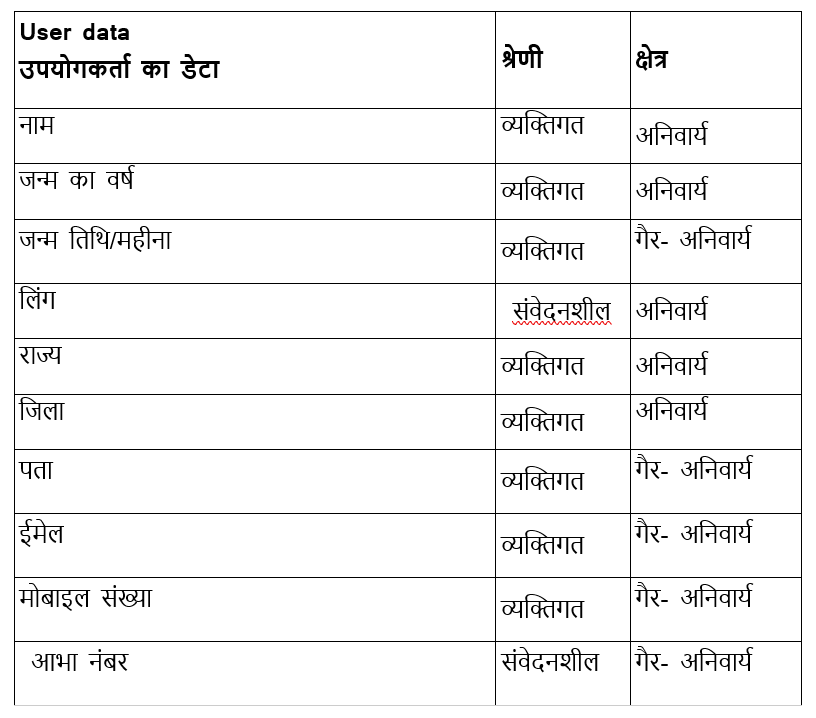 User data
उपयोगकर्ता का डेटा श्रेणी क्षेत्र
नाम व्यक्तिगत अनिवार्य
जन्म का वर्ष व्यक्तिगत अनिवार्य
जन्म तिथि/महीना व्यक्तिगत गैर- अनिवार्य
लिंग संवेदनशील अनिवार्य
राज्य व्यक्तिगत अनिवार्य
जिला व्यक्तिगत अनिवार्य
पता व्यक्तिगत गैर- अनिवार्य
ईमेल व्यक्तिगत गैर- अनिवार्य
मोबाइल संख्या व्यक्तिगत गैर- अनिवार्य
आभा नंबर संवेदनशील गैर- अनिवार्य